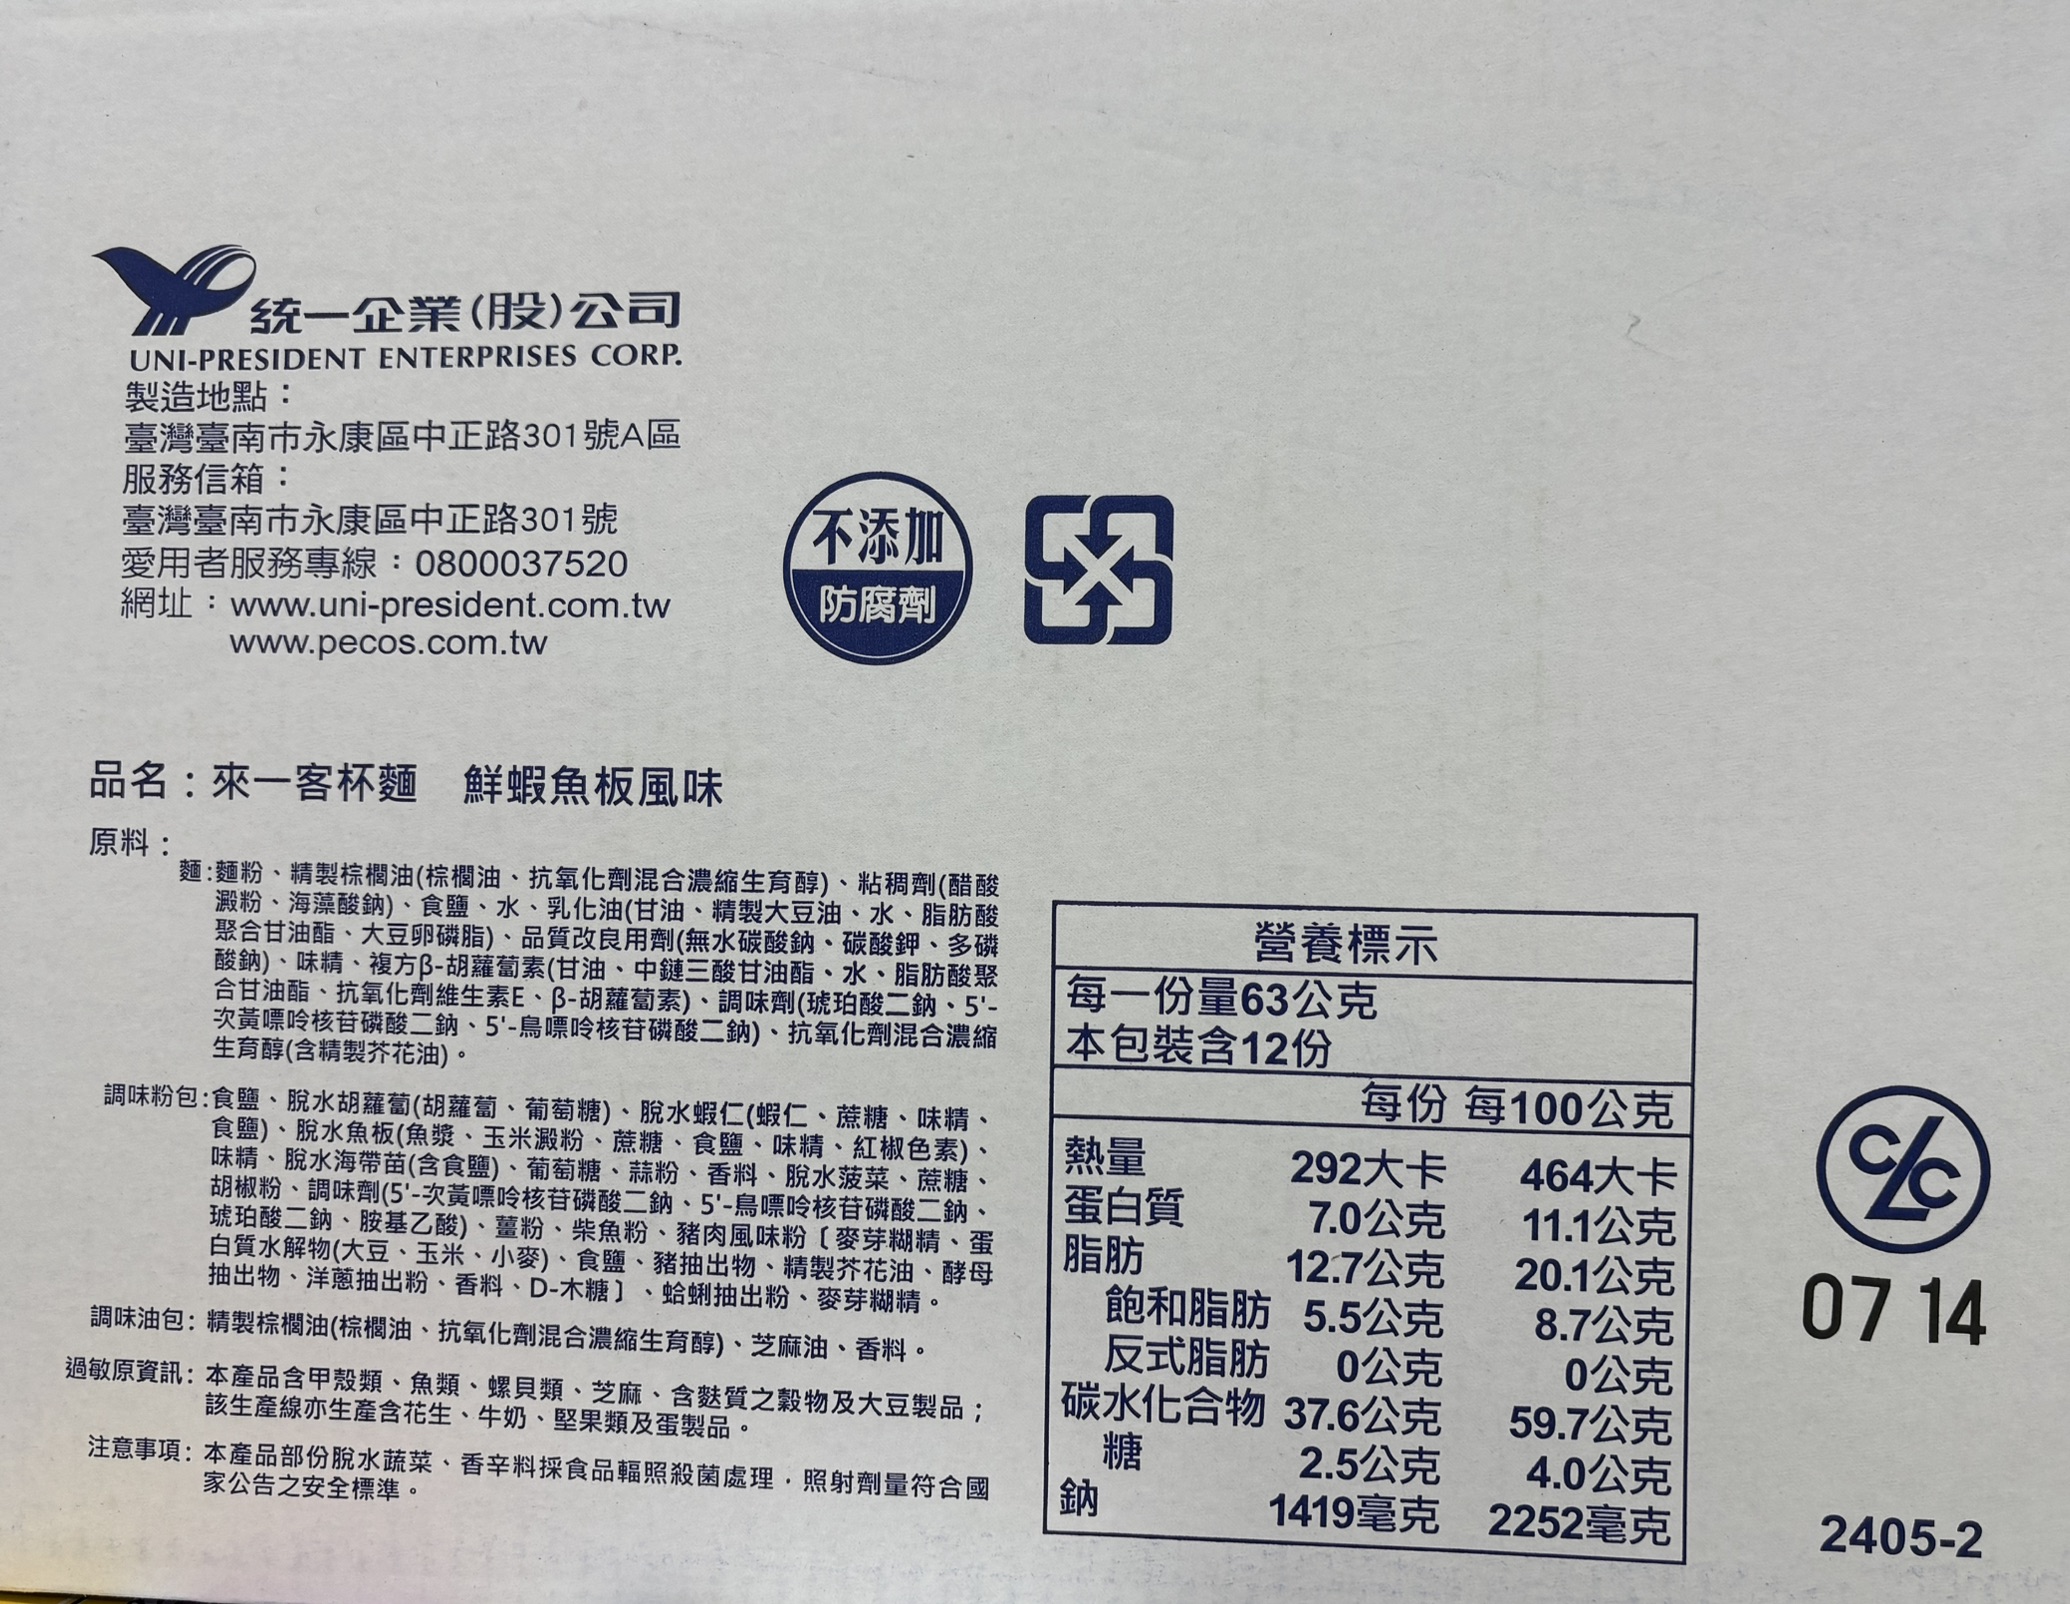 統一企業(股)公司
UNI-PRESIDENT ENTERPRISES CORP.
製造地點：
臺灣臺南市永康區中正路301號A區
服務信箱：
臺灣臺南市永康區中正路301號
愛用者服務專線：0800037520
網址：www.uni-president.com.tw
www.pecos.com.tw
不添加
防腐劑
品名：來一客杯麵　鮮蝦魚板風味
原料：
麵:麵粉、精製棕櫚油(棕櫚油、抗氧化劑混合濃縮生育醇)、粘稠劑(醋酸
澱粉、海藻酸鈉)、食鹽、水、乳化油(甘油、精製大豆油、水、脂肪酸
聚合甘油酯、大豆卵磷脂)、品質改良用劑(無水碳酸鈉、碳酸鉀、多磷
酸鈉)、味精、複方β-胡蘿蔔素(甘油、中鏈三酸甘油酯、水、脂肪酸聚
合甘油酯、抗氧化劑維生素E、β-胡蘿蔔素)、調味劑(琥珀酸二鈉、5'-
次黃嘌呤核苷磷酸二鈉、5'-鳥嘌呤核苷磷酸二鈉)、抗氧化劑混合濃縮
生育醇(含精製芥花油)。
調味粉包:食鹽、脫水胡蘿蔔(胡蘿蔔、葡萄糖)、脫水蝦仁(蝦仁、蔗糖、味精、
食鹽)、脫水魚板(魚漿、玉米澱粉、蔗糖、食鹽、味精、紅椒色素)、
味精、脫水海帶苗(含食鹽)、葡萄糖、蒜粉、香料、脫水菠菜、蔗糖、
胡椒粉、調味劑(5'-次黃嘌呤核苷磷酸二鈉、5'-鳥嘌呤核苷磷酸二鈉、
琥珀酸二鈉、胺基乙酸)、薑粉、柴魚粉、豬肉風味粉〔麥芽糊精、蛋
白質水解物(大豆、玉米、小麥)、食鹽、豬抽出物、精製芥花油、酵母
抽出物、洋蔥抽出粉、香料、D-木糖〕、蛤蜊抽出粉、麥芽糊精。
調味油包: 精製棕櫚油(棕櫚油、抗氧化劑混合濃縮生育醇)、芝麻油、香料。
過敏原資訊: 本產品含甲殼類、魚類、螺貝類、芝麻、含麩質之穀物及大豆製品；
該生產線亦生產含花生、牛奶、堅果類及蛋製品。
注意事項: 本產品部份脫水蔬菜、香辛料採食品輻照殺菌處理，照射劑量符合國
家公告之安全標準。
營養標示
每一份量63公克
本包裝含12份
每份 每100公克
熱量 292大卡 464大卡
蛋白質 7.0公克 11.1公克
脂肪 12.7公克 20.1公克
飽和脂肪 5.5公克 8.7公克
反式脂肪 0公克 0公克
碳水化合物 37.6公克 59.7公克
糖 2.5公克 4.0公克
鈉 1419毫克 2252毫克
CLC
07 14
2405-2